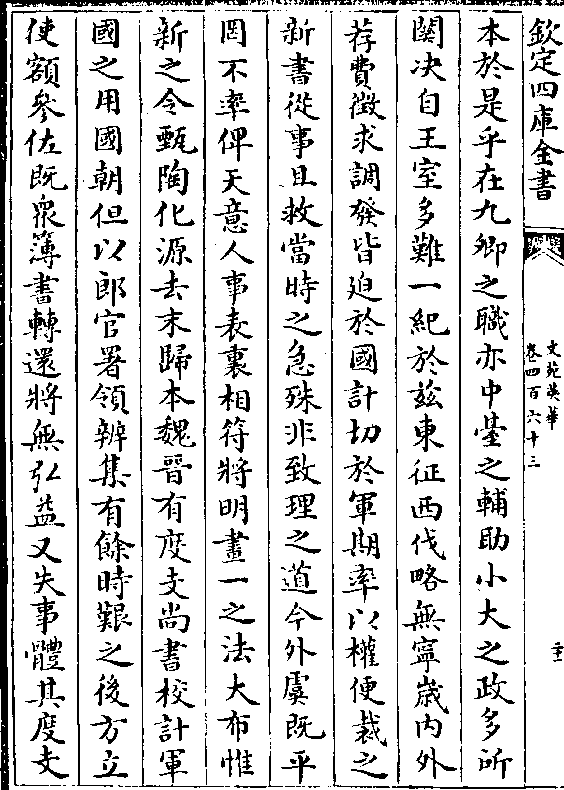 欽定四庫全書
文苑英華
卷四百六十三
本於是乎在九卿之職亦中臺之輔助小大之政多所
關決自王室多難一紀於兹東征西伐略無寧歲内外
荐費徵求調發皆迫於國計切於軍期率以權便裁之
新書從事且救當時之急殊非致理之道今外虞既平
罔不率俾天意人事表裏相符將明畫一之法大布惟
新之令甄陶化源去末歸本魏晉有度支尚書校計軍
國之用國朝但以郎官署領辨集有餘時艱之後方立
使額叅佐既衆簿書轉還將無弘益又失事體其度支